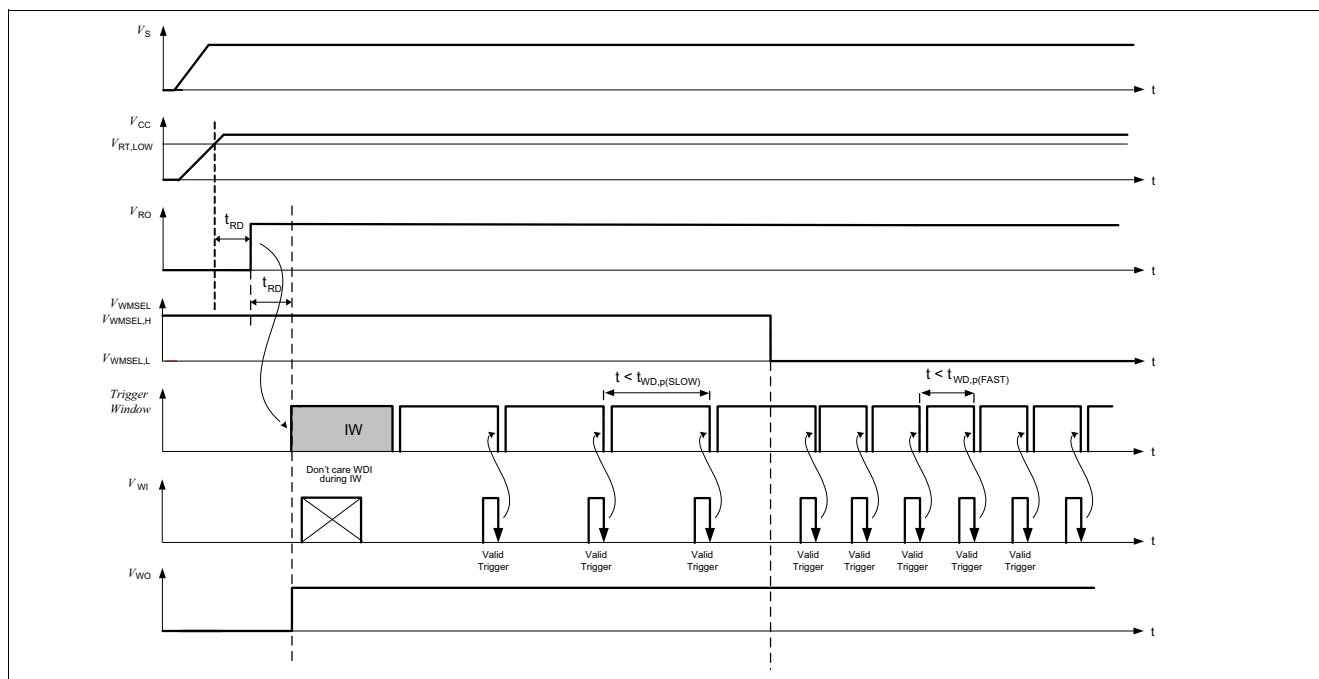 VS
t
VCC
VRT,LOW
t
VRO
tRD
t
tRD
VWMSEL
VWMSEL,H
VWMSEL,L
t
t < tWD,p(SLOW)
t < tWD,p(FAST)
Trigger
Window
IW
t
Don't care WDI
during IW
VWI
t
Valid
Trigger
Valid
Trigger
Valid
Trigger
Valid
Trigger
Valid
Trigger
Valid
Trigger
Valid
Trigger
Valid
Trigger
VWO
t